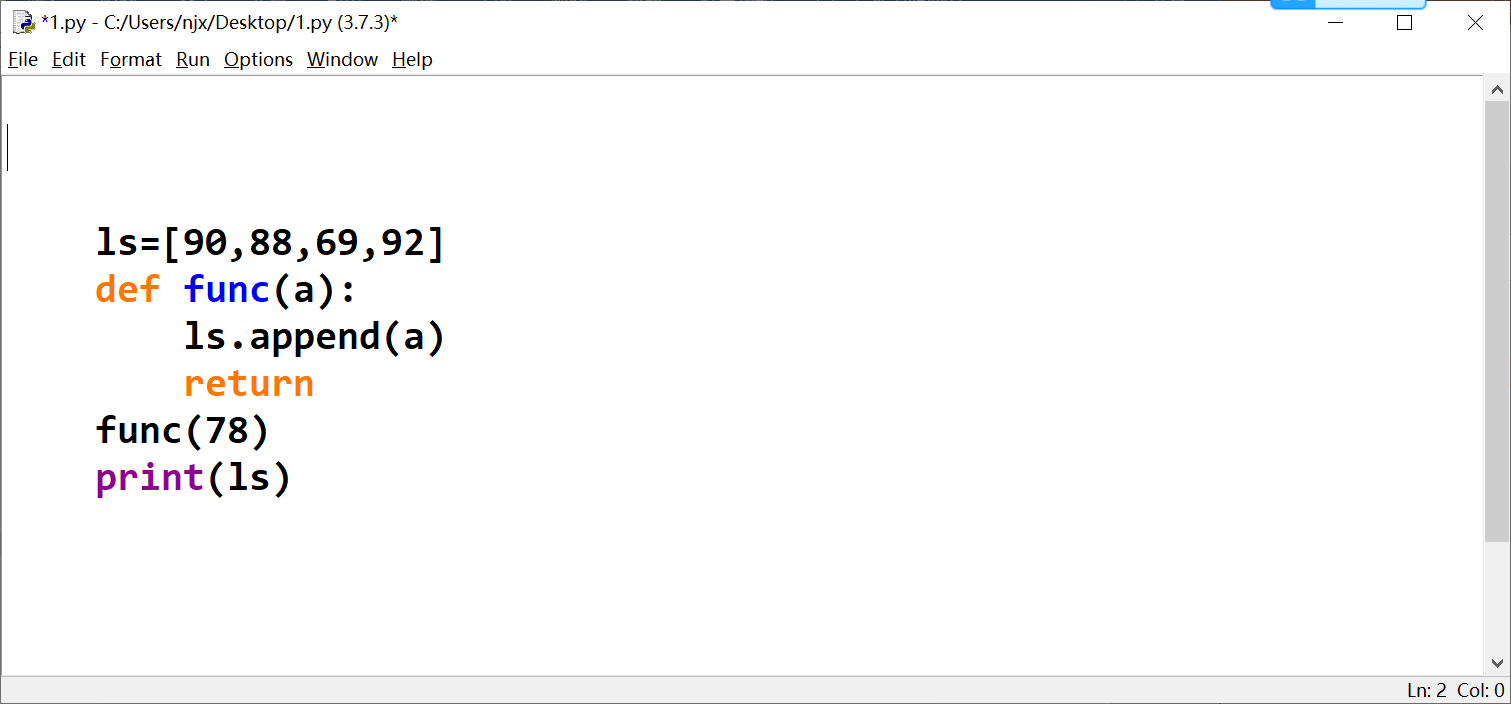 *1.py - C:/Users/njx/Desktop/1.py (3.7.3)*
File Edit Format Run Options Window Help
ls=[90,88,69,92]
def func(a):
    ls.append(a)
    return
func(78)
print(ls)
Ln: 2 Col: 0